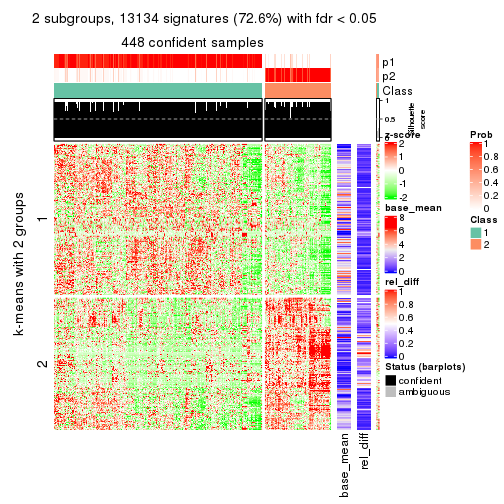 2 subgroups, 13134 signatures (72.6%) with fdr < 0.05
448 confident samples
p1
p2
Class
1
0.5
0
Silhouette
score
k-means with 2 groups
1
2
z-score
2
1
0
-1
-2
base_mean
8
6
4
2
0
rel_diff
1
0.8
0.6
0.4
0.2
0
Status (barplots)
confident
ambiguous
Prob
1
0.8
0.6
0.4
0.2
0
Class
1
2
base_mean
rel_diff